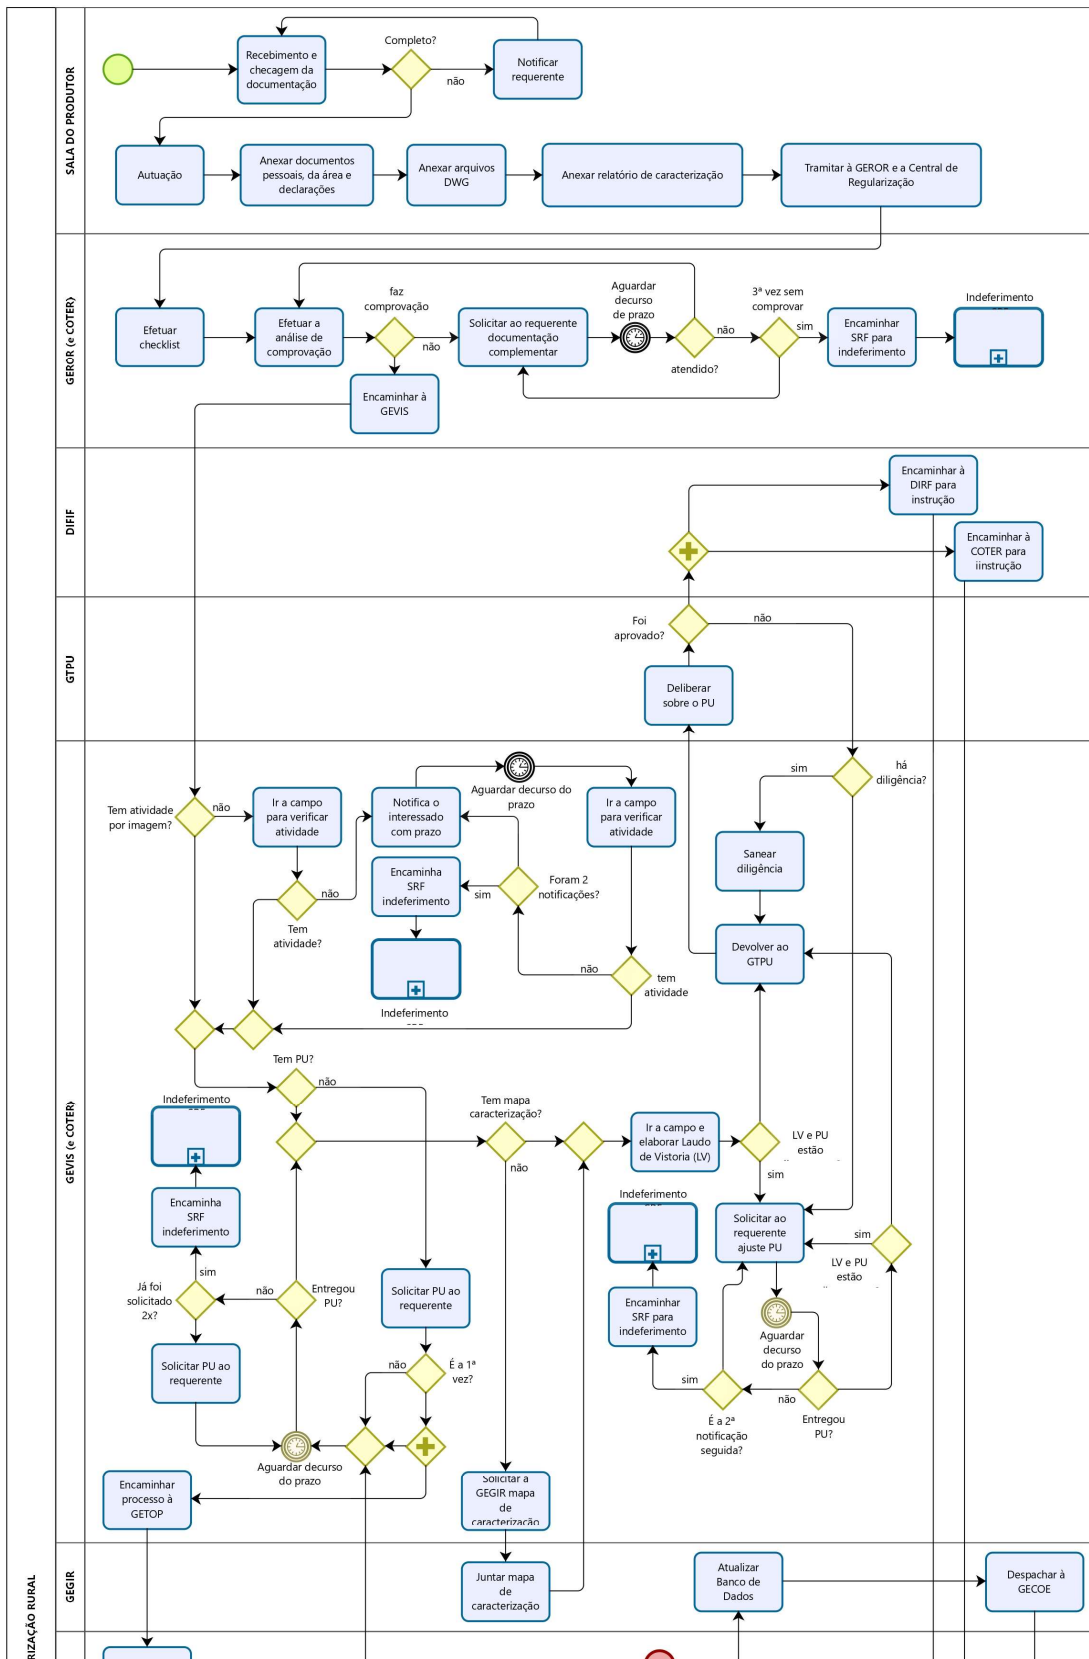 RIZAÇÃO RURAL
SALA DO PRODUTOR
Recebimento e
checagem da
documentação
Completo?
não
Notificar
requerente
Autuação
Anexar documentos
pessoais, da área e
declarações
Anexar arquivos
DWG
Anexar relatório de caracterização
Tramitar à GEROR e a Central de
Regularização
GEROR (e COTER)
Efetuar
checklist
Efetuar a
análise de
comprovação
faz
comprovação
não
Solicitar ao requerente
documentação
complementar
Aguardar
decurso
de prazo
atendido?
não
3ª vez sem
comprovar
sim
Encaminhar
SRF para
indeferimento
Indeferimento
Encaminhar à
GEVIS
DIFIF
Encaminhar à
DIRF para
instrução
Encaminhar à
COTER para
iinstrução
GTPU
Foi
aprovado?
não
Deliberar
sobre o PU
GEVIS (e COTER)
Tem atividade
por imagem?
não
Ir a campo
para verificar
atividade
Tem
atividade?
não
Notifica o
interessado
com prazo
Aguardar decurso do
prazo
Ir a campo
para verificar
atividade
Encaminha
SRF
indeferimento
sim
Foram 2
notificações?
não
tem
atividade
Indeferimento
há
diligência?
sim
Sanear
diligência
Devolver ao
GTPU
Tem PU?
não
Indeferimento
Encaminha
SRF
indeferimento
sim
Já foi
solicitado
2x?
não
Entregou
PU?
Solicitar PU ao
requerente
Solicitar PU ao
requerente
não
É a 1ª
vez?
Aguardar decurso
do prazo
Encaminhar
processo à
GETOP
Tem mapa
caracterização?
não
Ir a campo e
elaborar Laudo
de Vistoria (LV)
LV e PU
estão
sim
Indeferimento
Solicitar ao
requerente
ajuste PU
sim
LV e PU
estão
Encaminhar
SRF para
indeferimento
Aguardar
decurso
do prazo
sim
É a 2ª
notificação
seguida?
não
Entregou
PU?
Solicitar à
GEGIR mapa
de
caracterização
GEGIR
Juntar mapa
de
caracterização
Atualizar
Banco de
Dados
Despachar à
GECOE